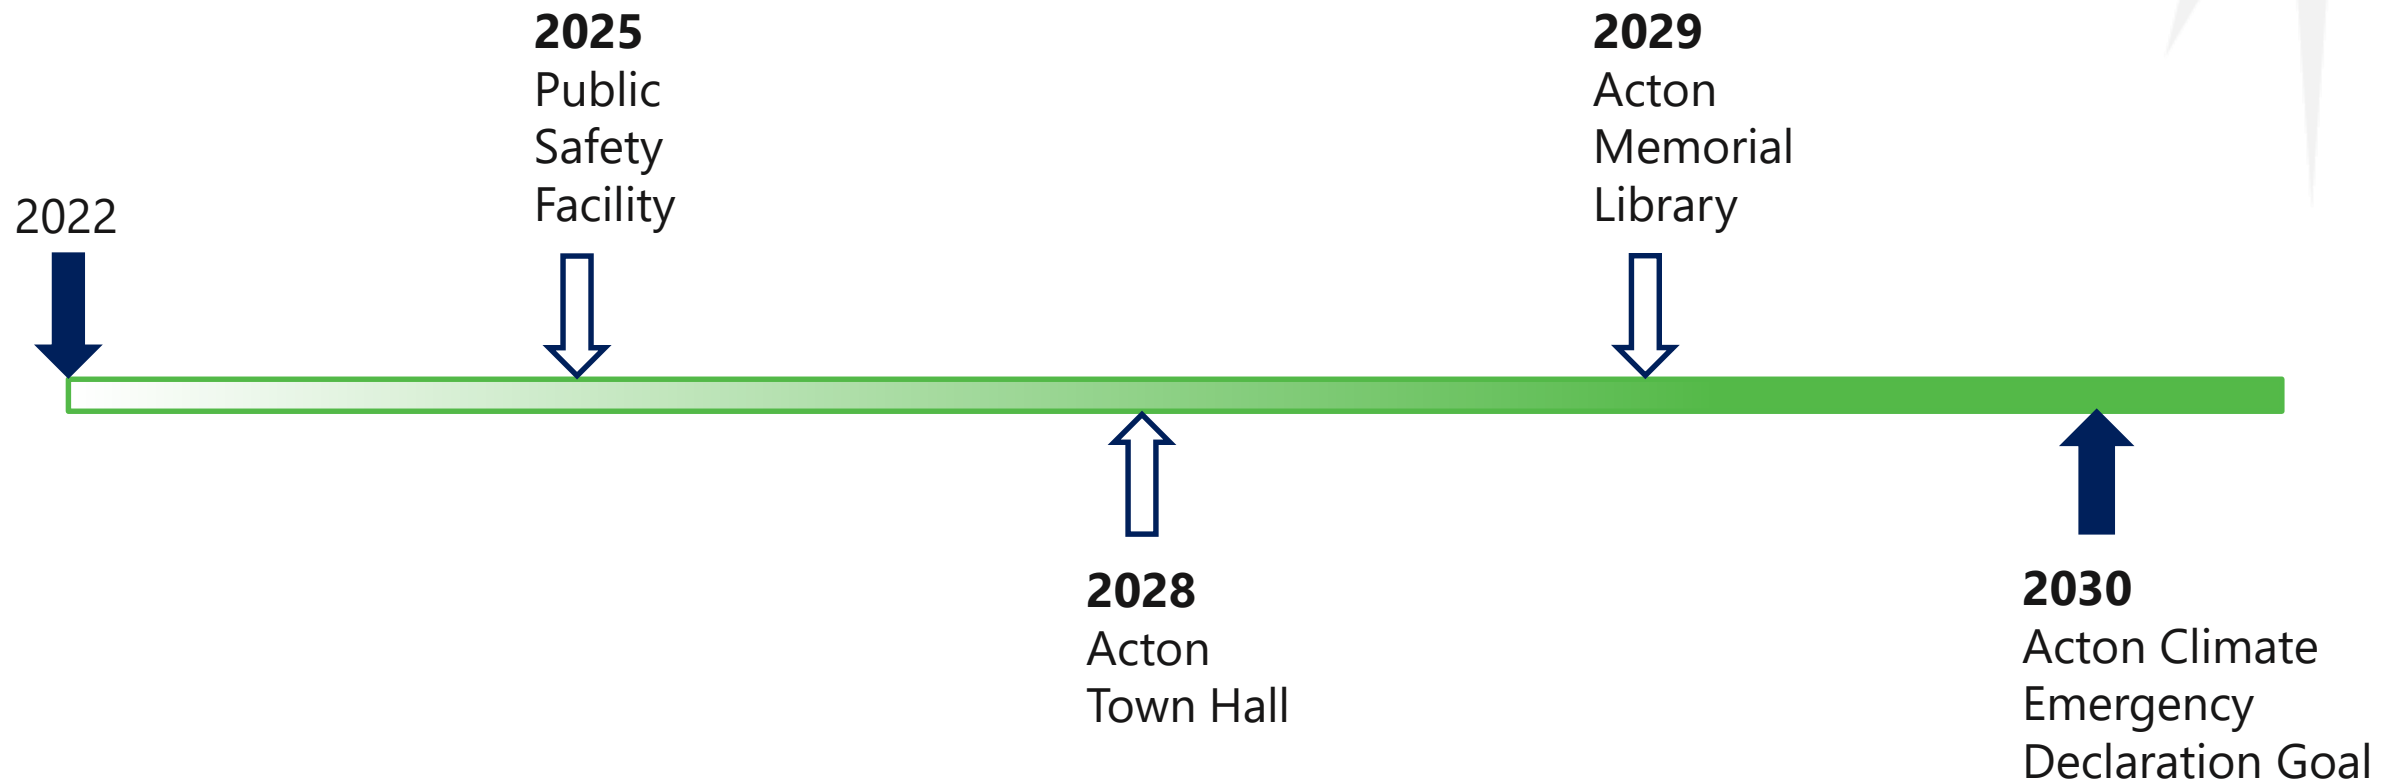 2022
2025
Public
Safety
Facility
2028
Acton
Town Hall
2029
Acton
Memorial
Library
2030
Acton Climate
Emergency
Declaration Goal